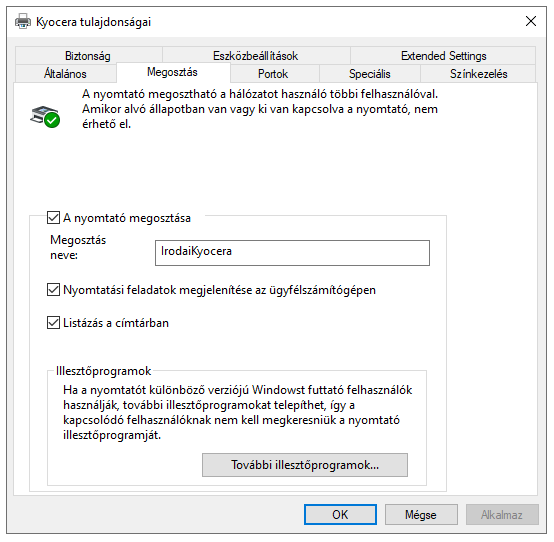 Kyocera tulajdonságai
Biztonság
Eszközbeállítások
Extended Settings
Általános
Megosztás
Portok
Speciális
Színkezelés
A nyomtató megosztható a hálózatot használó többi felhasználóval.
Amikor alvó állapotban van vagy ki van kapcsolva a nyomtató, nem
érhető el.
A nyomtató megosztása
Megosztás
neve:
IrodaiKyocera
Nyomtatási feladatok megjelenítése az ügyfélszámítógépen
Listázás a címtárban
Illesztőprogramok
Ha a nyomtatót különböző verziójú Windowst futtató felhasználók
használják, további illesztőprogramokat telepíthet, így a
kapcsolódó felhasználóknak nem kell megkeresniük a nyomtató
illesztőprogramját.
További illesztőprogramok...
OK
Mégse
Alkalmaz